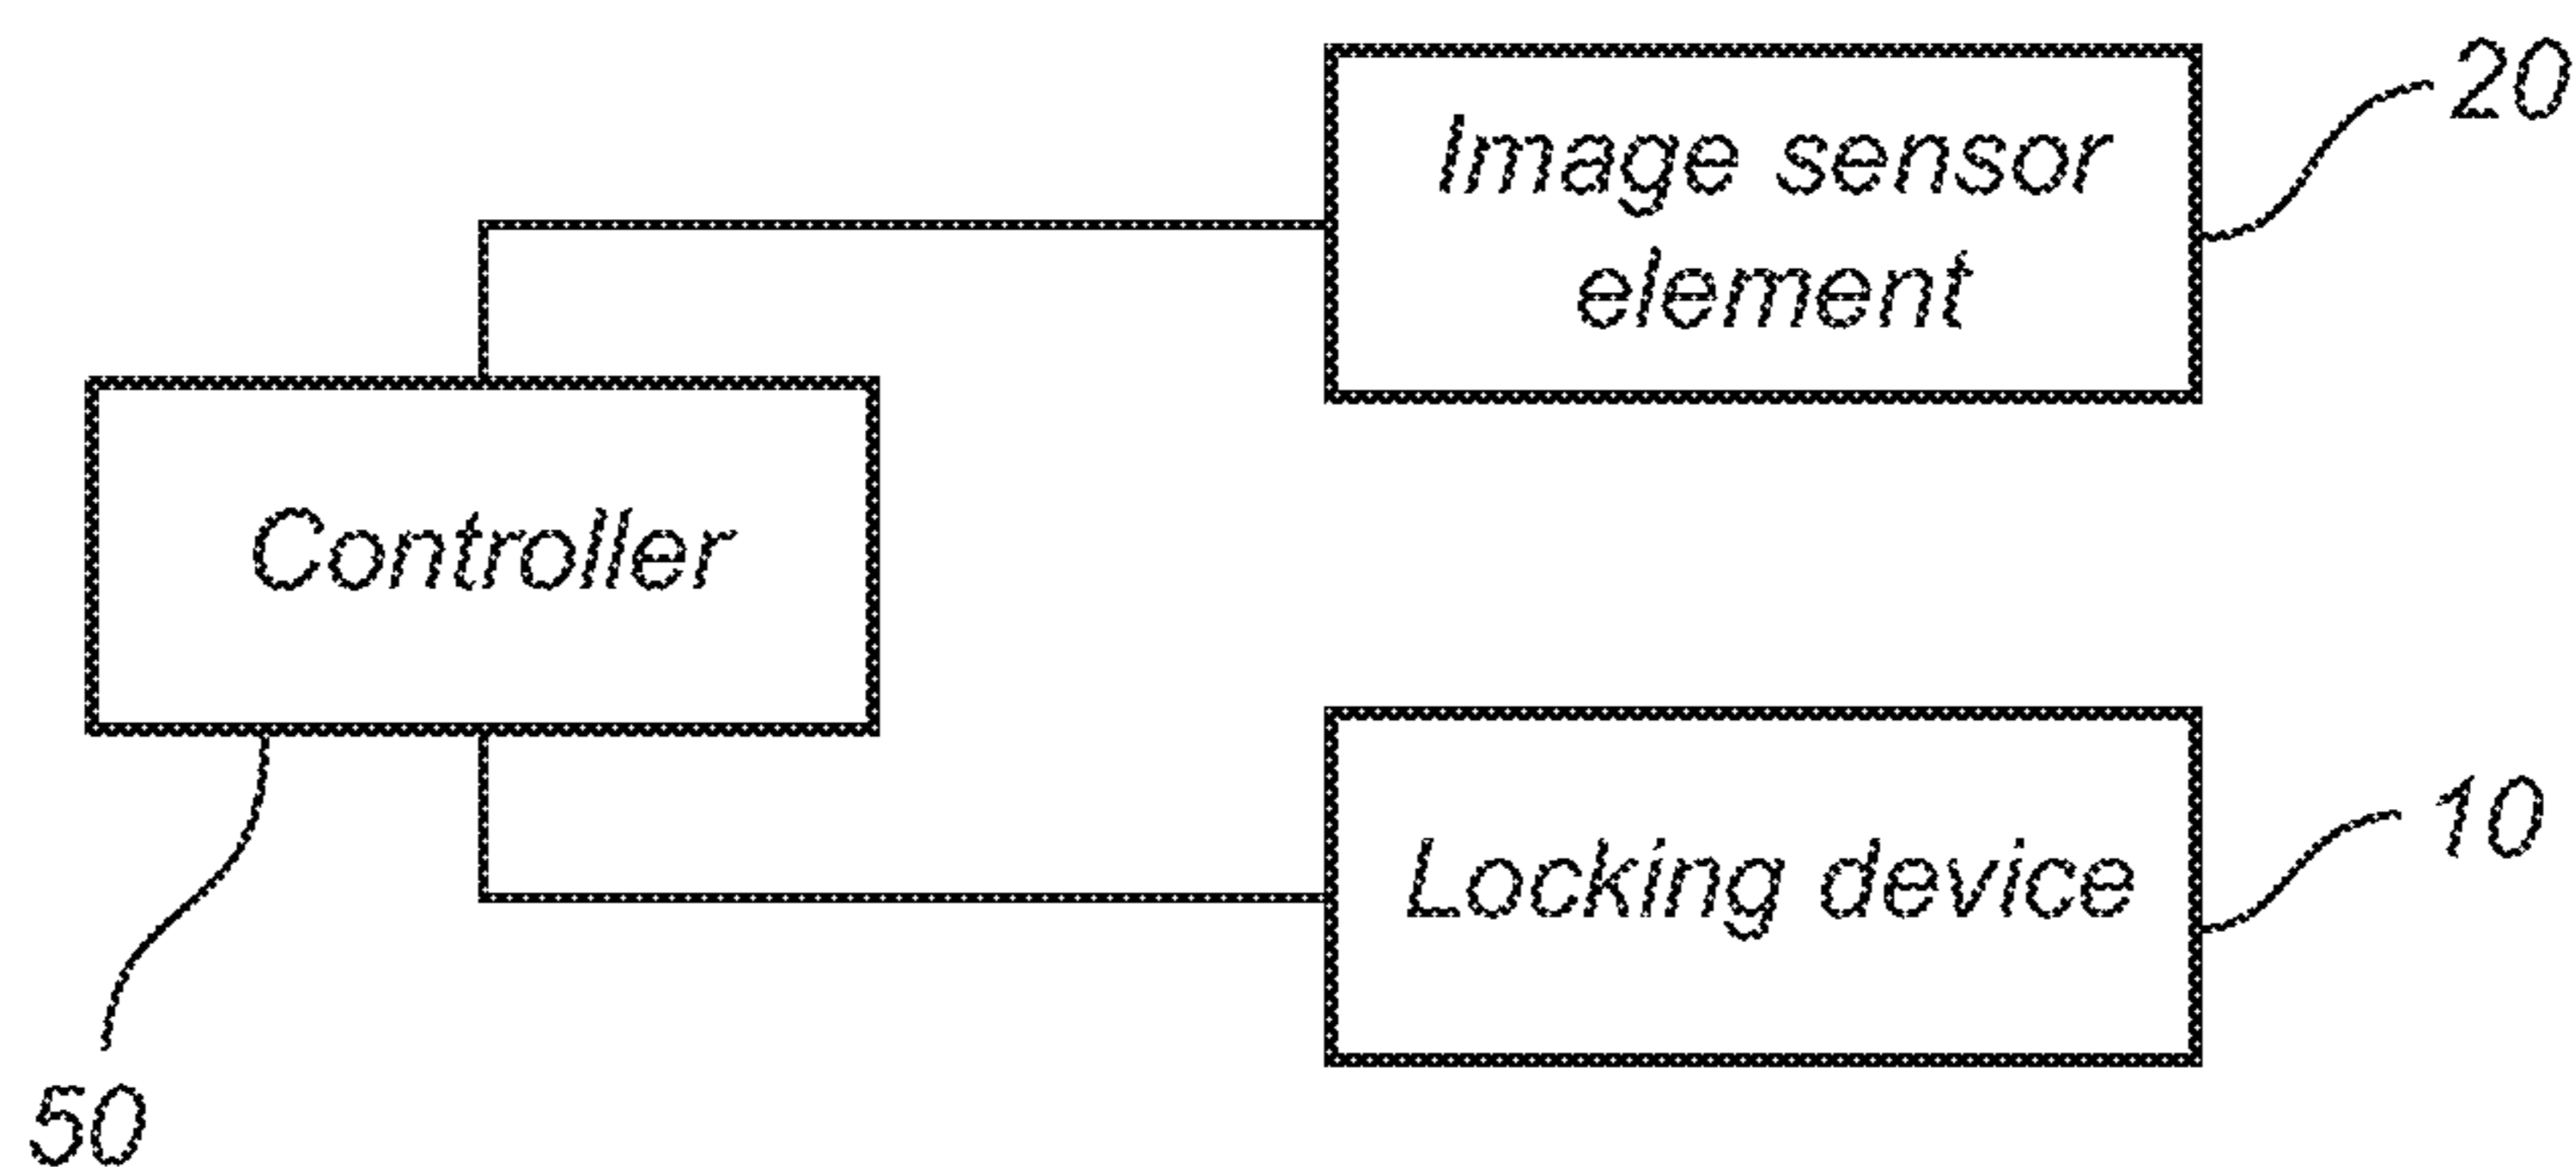 Image sensor
element
20
Controller
Locking device
10
50